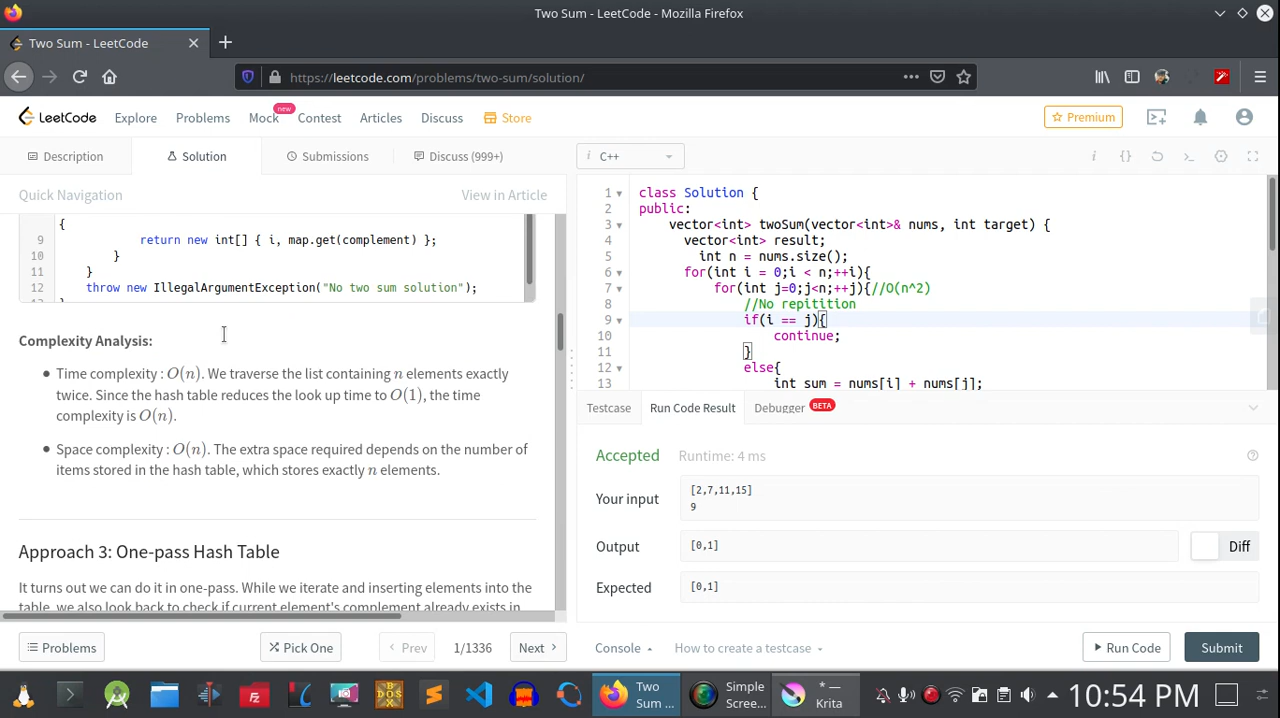 Two Sum - LeetCode - Mozilla Firefox
Two Sum - LeetCode
https://leetcode.com/problems/two-sum/solution/
LeetCode
Explore
Problems
Mock
new
Contest
Articles
Discuss
Store
Premium
Description
Solution
Submissions
Discuss (999+)
i C++
Quick Navigation
View in Article
{
9 return new int[] { i, map.get(complement) };
10 }
11 }
12 throw new IllegalArgumentException("No two sum solution");
Complexity Analysis:
Time complexity : O(n). We traverse the list containing n elements exactly
twice. Since the hash table reduces the look up time to O(1), the time
complexity is O(n).
Space complexity : O(n). The extra space required depends on the number of
items stored in the hash table, which stores exactly n elements.
Approach 3: One-pass Hash Table
It turns out we can do it in one-pass. While we iterate and inserting elements into the
table, we also look back to check if current element's complement already exists in
1 class Solution {
2 public:
3 vector<int> twoSum(vector<int>& nums, int target) {
4 vector<int> result;
5 int n = nums.size();
6 for(int i = 0;i < n;++i){
7 for(int j=0;j<n;++j){//O(n^2)
8 //No repitition
9 if(i == j){
10 continue;
11 }
12 else{
13 int sum = nums[i] + nums[j];
Testcase
Run Code Result
Debugger
BETA
Accepted
Runtime: 4 ms
Your input
[2,7,11,15]
9
Output
[0,1]
Diff
Expected
[0,1]
Problems
Pick One
Prev
1/1336
Next
Console
How to create a testcase
Run Code
Submit
Two
Sum ...
Simple
Scree...
* —
Krita
10:54 PM